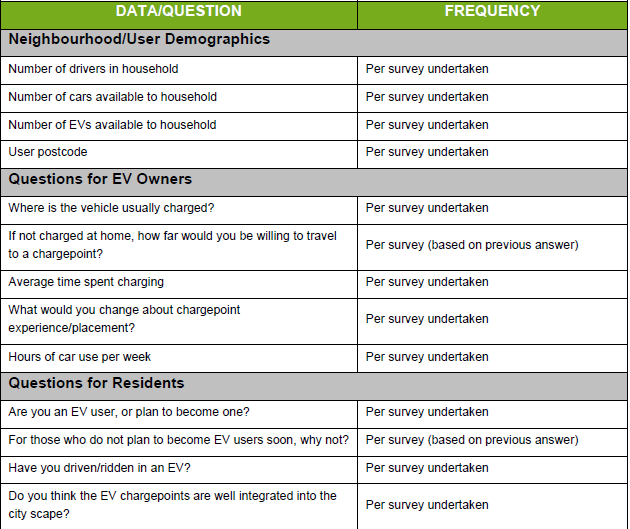 DATA/QUESTION FREQUENCY
Neighbourhood/User Demographics
Number of drivers in household Per survey undertaken
Number of cars available to household Per survey undertaken
Number of EVs available to household Per survey undertaken
User postcode Per survey undertaken
Questions for EV Owners
Where is the vehicle usually charged? Per survey undertaken
If not charged at home, how far would you be willing to travel
to a chargepoint?
Per survey (based on previous answer)
Average time spent charging Per survey undertaken
What would you change about chargepoint
experience/placement?
Per survey undertaken
Hours of car use per week Per survey undertaken
Questions for Residents
Are you an EV user, or plan to become one? Per survey undertaken
For those who do not plan to become EV users soon, why not? Per survey (based on previous answer)
Have you driven/ridden in an EV? Per survey undertaken
Do you think the EV chargepoints are well integrated into the
city scape?
Per survey undertaken